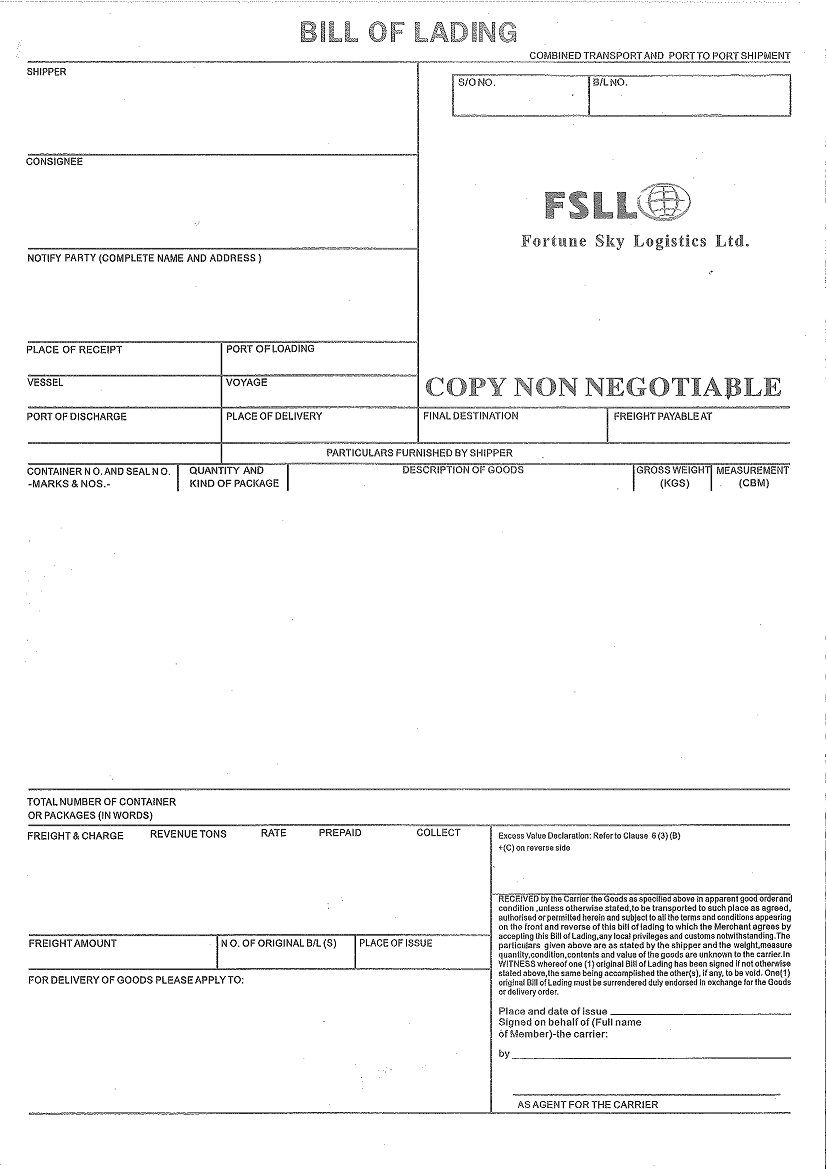 BILL OF LADING
COMBINED TRANSPORT AND PORT TO PORT SHIPMENT
SHIPPER
S/O NO.
B/L NO.
CONSIGNEE
FSLL
Fortune Sky Logistics Ltd.
NOTIFY PARTY (COMPLETE NAME AND ADDRESS )
PLACE OF RECEIPT
PORT OF LOADING
VESSEL
VOYAGE
COPY NON NEGOTIABLE
PORT OF DISCHARGE
PLACE OF DELIVERY
FINAL DESTINATION
FREIGHT PAYABLE AT
PARTICULARS FURNISHED BY SHIPPER
CONTAINER N O. AND SEAL N O.
-MARKS & NOS.-
QUANTITY AND
KIND OF PACKAGE
DESCRIPTION OF GOODS
GROSS WEIGHT
(KGS)
MEASUREMENT
(CBM)
TOTAL NUMBER OF CONTAINER
OR PACKAGES (IN WORDS)
FREIGHT & CHARGE REVENUE TONS RATE PREPAID COLLECT
Excess Value Declaration: Refer to Clause 6 (3) (B)
+(C) on reverse side
RECEIVED by the Carrier the Goods as specified above in apparent good order and
condition ,unless otherwise stated,to be transported to such place as agreed,
authorised or permitted herein and subject to all the terms and conditions appearing
on the front and reverse of this bill of lading to which the Merchant agrees by
accepting this Bill of Lading,any local privileges and customs notwithstanding.The
particulars given above are as stated by the shipper and the weight,measure
quantity,condition,contents and value of the goods are unknown to the carrier.In
WITNESS whereof one (1) original Bill of Lading has been signed if not otherwise
stated above,the same being accomplished the other(s), if any, to be void. One(1)
original Bill of Lading must be surrendered duly endorsed in exchange for the Goods
or delivery order.
FREIGHT AMOUNT
N O. OF ORIGINAL B/L (S)
PLACE OF ISSUE
FOR DELIVERY OF GOODS PLEASE APPLY TO:
Place and date of issue
Signed on behalf of (Full name
of Member)-the carrier:
by
AS AGENT FOR THE CARRIER